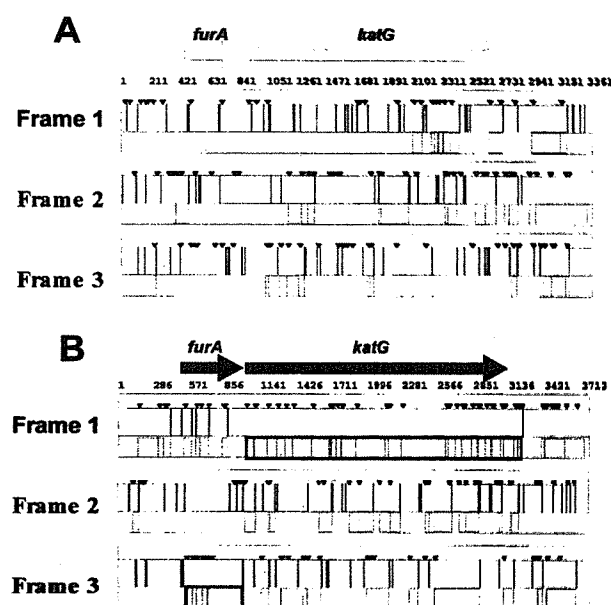 A
furA katG
1 211 421 631 841 1051 1261 1471 1681 1891 2101 2311 2521 2731 2941 3151 3361
Frame 1
Frame 2
Frame 3
B
furA katG
1 286 571 856 1141 1426 1711 1996 2281 2566 2851 3136 3421 3713
Frame 1
Frame 2
Frame 3